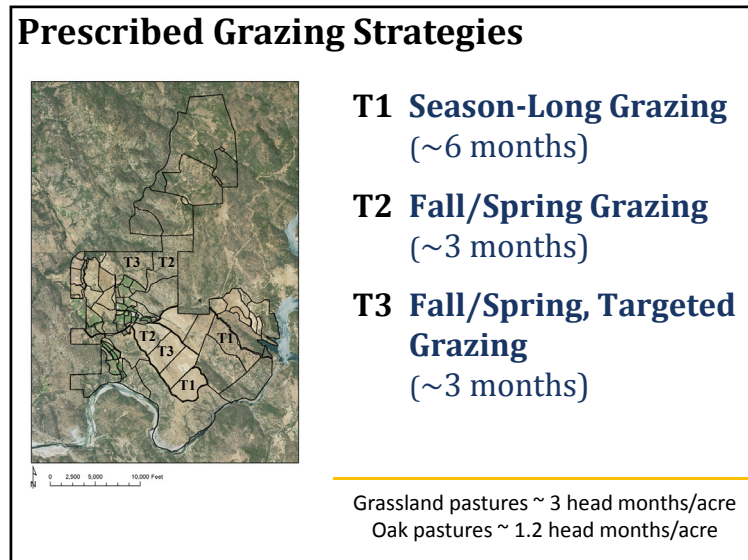 Prescribed Grazing Strategies
T1 Season-Long Grazing
(~6 months)
T2 Fall/Spring Grazing
(~3 months)
T3 Fall/Spring, Targeted
Grazing
(~3 months)
T3 T2
T2
T3
T1
T1
N
0 2,500 5,000 10,000 Feet
Grassland pastures ~ 3 head months/acre
Oak pastures ~ 1.2 head months/acre